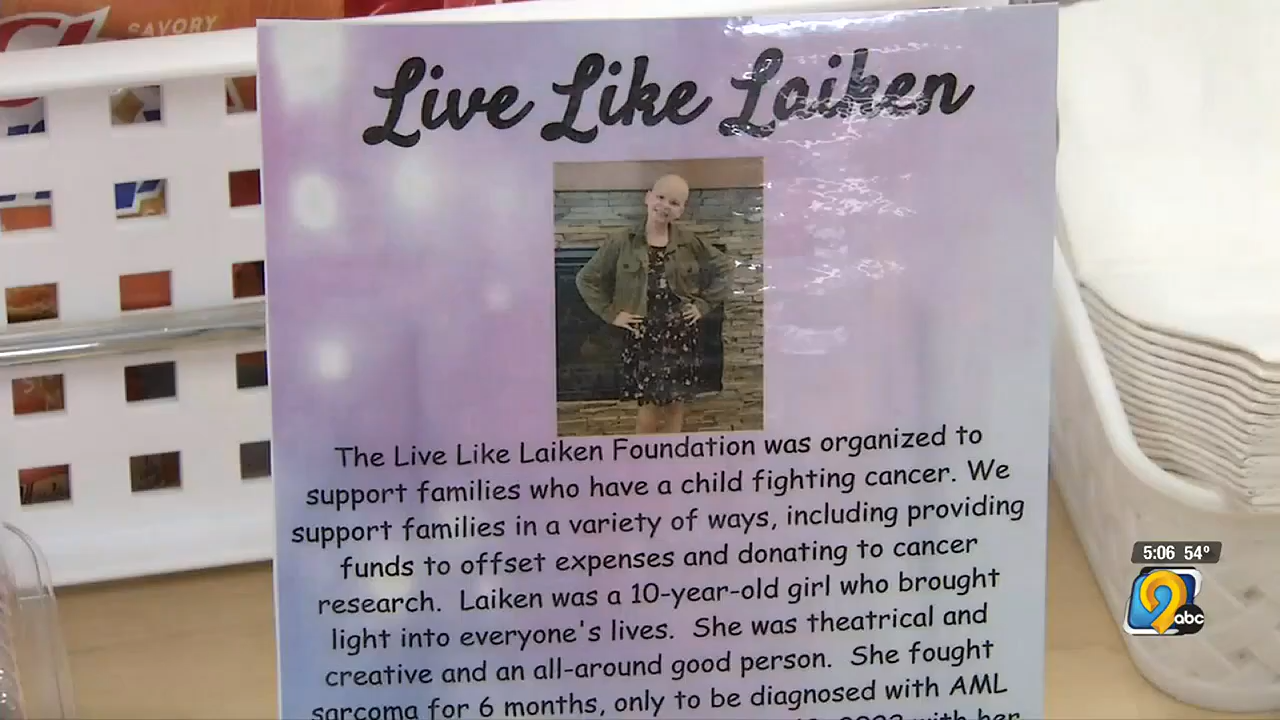 SAVORY
Live Like Laiken
The Live Like Laiken Foundation was organized to
support families who have a child fighting cancer. We
support families in a variety of ways, including providing
funds to offset expenses and donating to cancer
research. Laiken was a 10-year-old girl who brought
light into everyone's lives. She was theatrical and
creative and an all-around good person. She fought
sarcoma for 6 months, only to be diagnosed with AML
with her
5:06 54°
9
abc